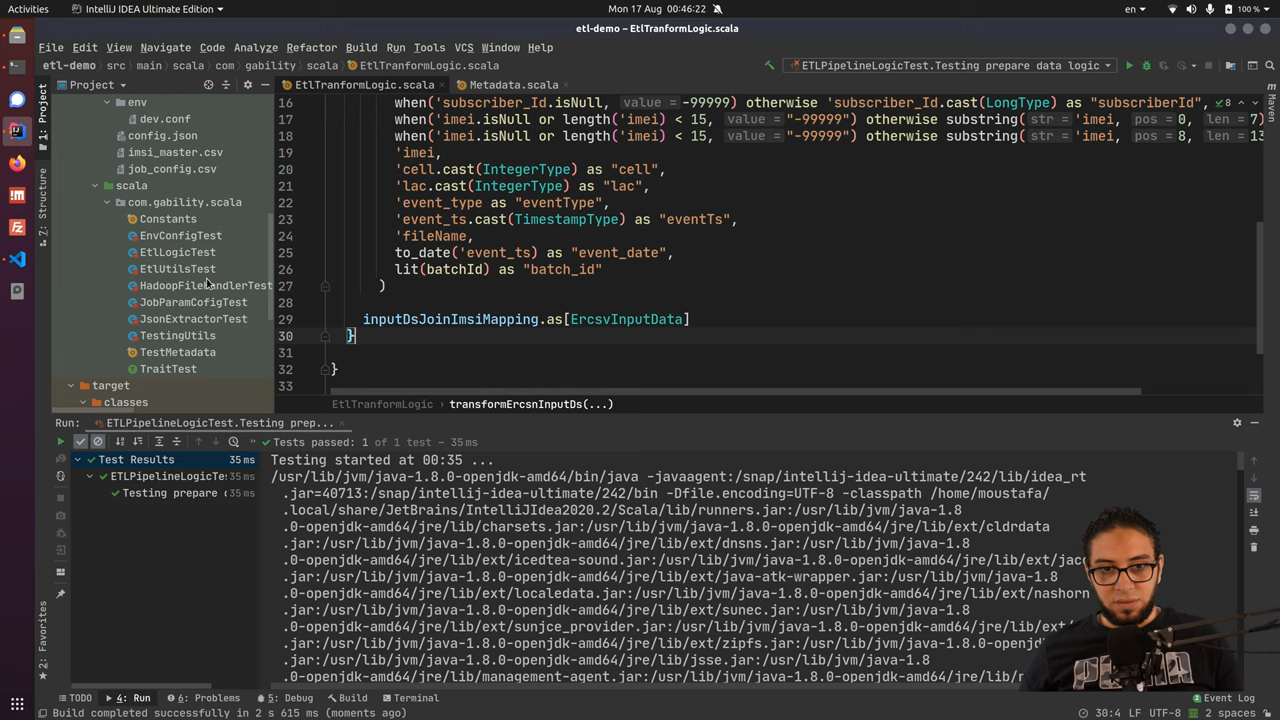 Activities
IntelliJ IDEA Ultimate Edition
Mon 17 Aug 00:46:22
en
100 %
etl-demo – EtlTranformLogic.scala
File Edit View Navigate Code Analyze Refactor Build Run Tools VCS Window Help
etl-demo src main scala com gability scala EtlTranformLogic.scala
ETLPipelineLogicTest.Testing prepare data logic
Project
EtlTranformLogic.scala
Metadata.scala
1: Project
7: Structure
2: Favorites
Maven
env
dev.conf
config.json
imsi_master.csv
job_config.csv
scala
com.gability.scala
Constants
EnvConfigTest
EtlLogicTest
EtlUtilsTest
HadoopFileHandlerTest
JobParamCofigTest
JsonExtractorTest
TestingUtils
TestMetadata
TraitTest
target
classes
16 when('subscriber_Id.isNull, value = -99999) otherwise 'subscriber_Id.cast(LongType) as "subscriberId", 8
17 when('imei.isNull or length('imei) < 15, value = "-99999") otherwise substring(str = 'imei, pos = 0, len = 7)
18 when('imei.isNull or length('imei) < 15, value = "-99999") otherwise substring(str = 'imei, pos = 8, len = 13
19 'imei,
20 'cell.cast(IntegerType) as "cell",
21 'lac.cast(IntegerType) as "lac",
22 'event_type as "eventType",
23 'event_ts.cast(TimestampType) as "eventTs",
24 'fileName,
25 to_date('event_ts) as "event_date",
26 lit(batchId) as "batch_id"
27 )
28
29 inputDsJoinImsiMapping.as[ErcsvInputData]
30 }
31
32 }
33
EtlTranformLogic transformErcsnInputDs(...)
Run: ETLPipelineLogicTest.Testing prep...
Tests passed: 1 of 1 test – 35 ms
Test Results 35 ms
ETLPipelineLogicTes 35 ms
Testing prepare d 35 ms
Testing started at 00:35 ...
/usr/lib/jvm/java-1.8.0-openjdk-amd64/bin/java -javaagent:/snap/intellij-idea-ultimate/242/lib/idea_rt
.jar=40713:/snap/intellij-idea-ultimate/242/bin -Dfile.encoding=UTF-8 -classpath /home/moustafa/
.local/share/JetBrains/IntelliJIdea2020.2/Scala/lib/runners.jar:/usr/lib/jvm/java-1.8
.0-openjdk-amd64/jre/lib/charsets.jar:/usr/lib/jvm/java-1.8.0-openjdk-amd64/jre/lib/ext/cldrdata
.jar:/usr/lib/jvm/java-1.8.0-openjdk-amd64/jre/lib/ext/dnsns.jar:/usr/lib/jvm/java-1.8
.0-openjdk-amd64/jre/lib/ext/icedtea-sound.jar:/usr/lib/jvm/java-1.8.0-openjdk-amd64/jre/lib/ext/jac
.jar:/usr/lib/jvm/java-1.8.0-openjdk-amd64/jre/lib/ext/java-atk-wrapper.jar:/usr/lib/jvm/java-1.8
.0-openjdk-amd64/jre/lib/ext/localedata.jar:/usr/lib/jvm/java-1.8.0-openjdk-amd64/jre/lib/ext/nashorn
.jar:/usr/lib/jvm/java-1.8.0-openjdk-amd64/jre/lib/ext/sunec.jar:/usr/lib/jvm/java-1.8
.0-openjdk-amd64/jre/lib/ext/sunjce_provider.jar:/usr/lib/jvm/java-1.8.0-openjdk-amd64/jre/lib/ext/
.jar:/usr/lib/jvm/java-1.8.0-openjdk-amd64/jre/lib/ext/zipfs.jar:/usr/lib/jvm/java-1.8.0-openjdk-am
.0-openjdk-amd64/jre/lib/jsse.jar:/usr/lib/jvm/java-1.8
.0-openjdk-amd64/jre/lib/management-agent.jar:/usr/lib/jvm/java-1.8.0-openjdk-amd64/jre/lib/r
PUMA
TODO 4: Run 6: Problems 5: Debug Build Terminal
2 Event Log
Build completed successfully in 2 s 615 ms (moments ago)
30:4 LF UTF-8 2 spaces